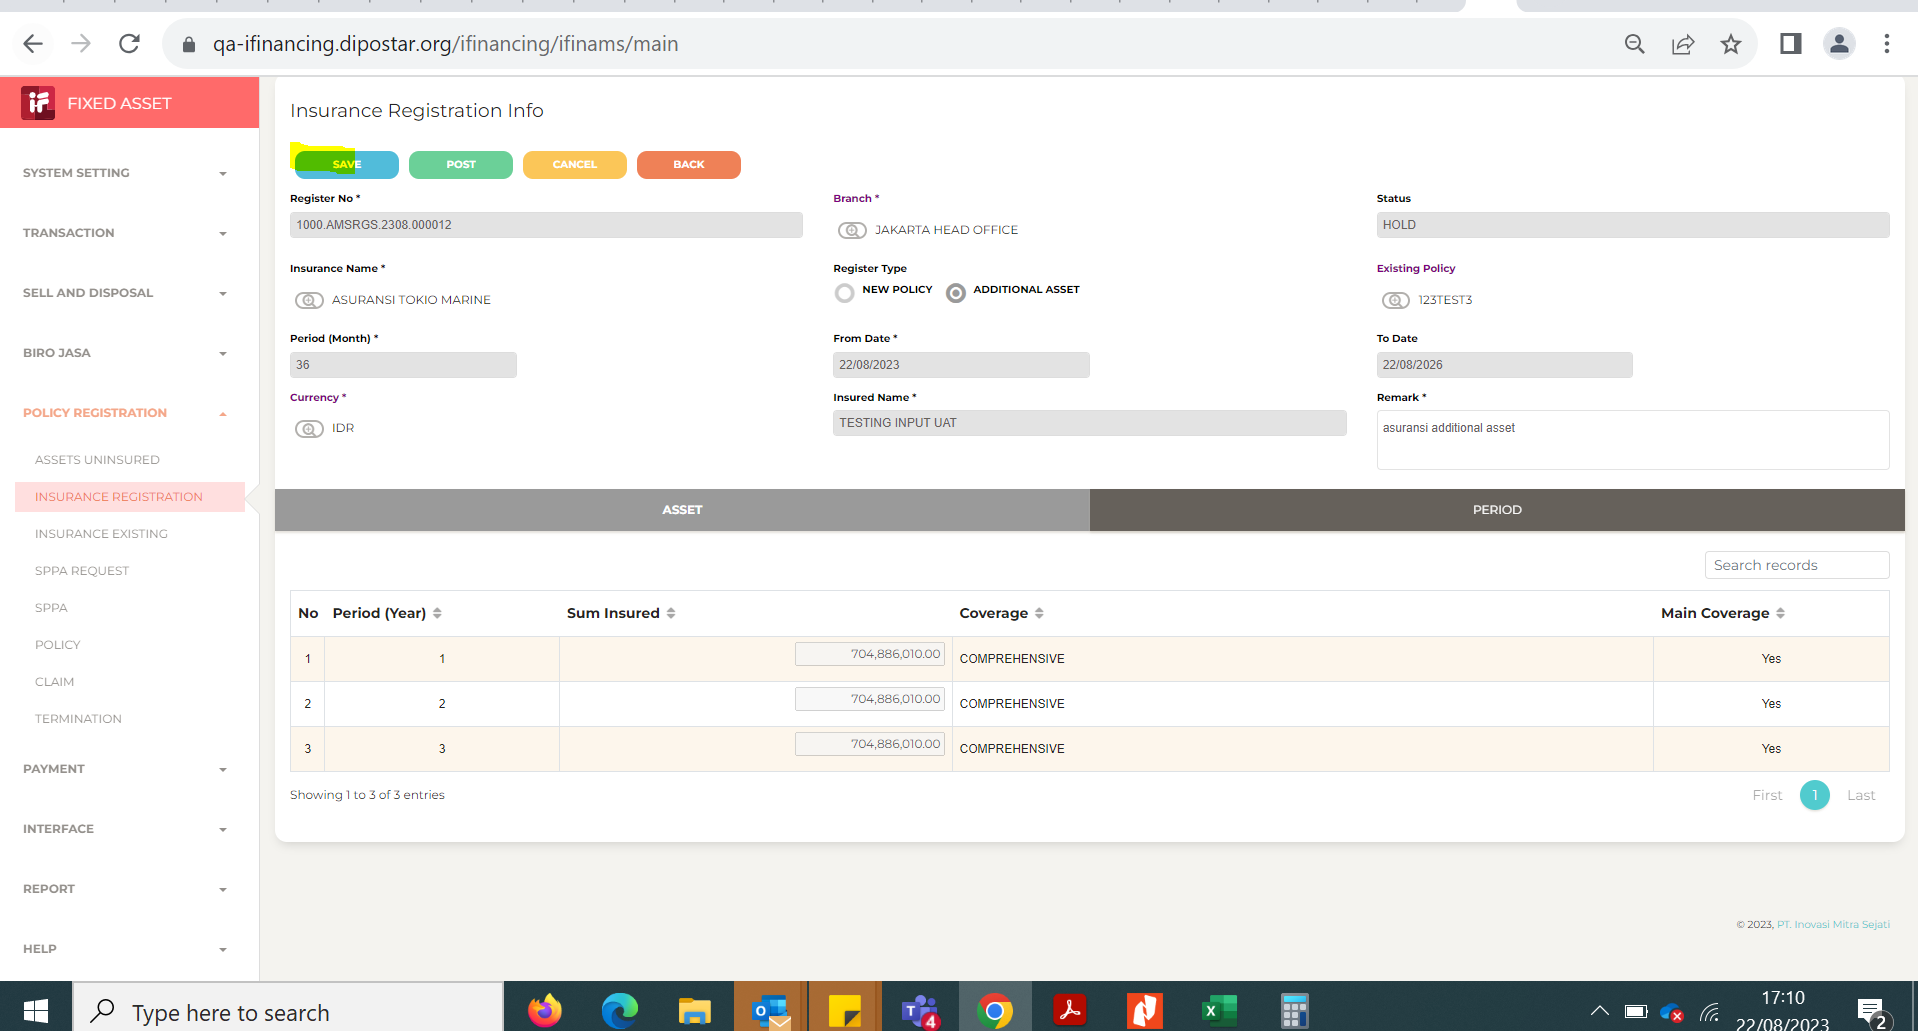 qa-ifinancing.dipostar.org/ifinancing/ifinams/main
FIXED ASSET
SYSTEM SETTING
TRANSACTION
SELL AND DISPOSAL
BIRO JASA
POLICY REGISTRATION
ASSETS UNINSURED
INSURANCE REGISTRATION
INSURANCE EXISTING
SPPA REQUEST
SPPA
POLICY
CLAIM
TERMINATION
PAYMENT
INTERFACE
REPORT
HELP
Insurance Registration Info
SAVE POST CANCEL BACK
Register No * Branch * Status
1000.AMSRGS.2308.000012 JAKARTA HEAD OFFICE HOLD
Insurance Name * Register Type Existing Policy
ASURANSI TOKIO MARINE NEW POLICY ADDITIONAL ASSET 123TEST3
Period (Month) * From Date * To Date
36 22/08/2023 22/08/2026
Currency * Insured Name * Remark *
IDR TESTING INPUT UAT asuransi additional asset
ASSET PERIOD
Search records
No Period (Year) Sum Insured Coverage Main Coverage
1 1 704,886,010.00 COMPREHENSIVE Yes
2 2 704,886,010.00 COMPREHENSIVE Yes
3 3 704,886,010.00 COMPREHENSIVE Yes
Showing 1 to 3 of 3 entries First 1 Last
© 2023, PT. Inovasi Mitra Sejati
Type here to search
4
17:10
22/08/2023
2